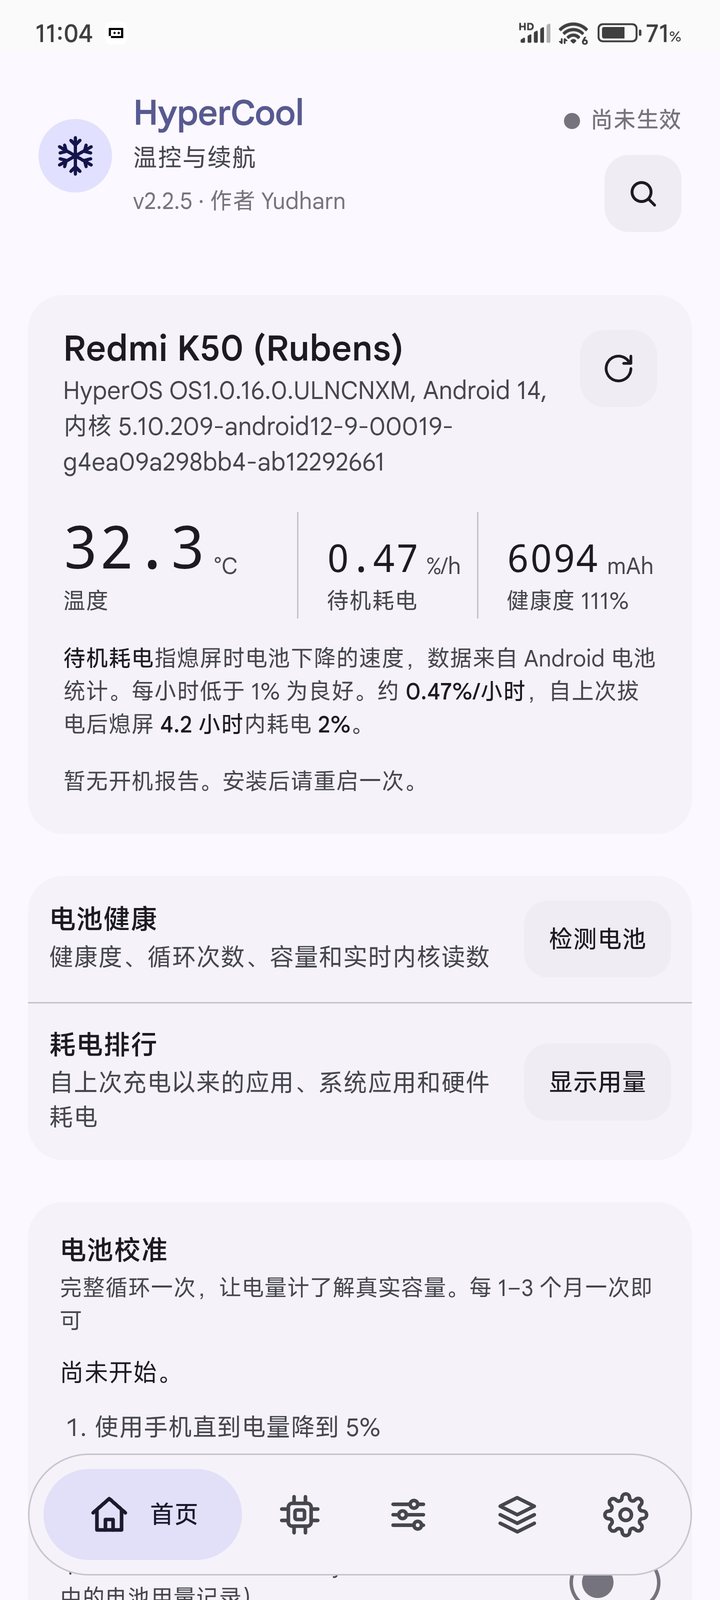 11:04
HD 6 71%
HyperCool
尚未生效
温控与续航
v2.2.5 · 作者 Yudharn
Redmi K50 (Rubens)
HyperOS OS1.0.16.0.ULNCNXM, Android 14,
内核 5.10.209-android12-9-00019-
g4ea09a298bb4-ab12292661
32.3 °C
0.47 %/h
6094 mAh
温度
待机耗电
健康度 111%
待机耗电指熄屏时电池下降的速度，数据来自 Android 电池
统计。每小时低于 1% 为良好。约 0.47%/小时，自上次拔
电后熄屏 4.2 小时内耗电 2%。
暂无开机报告。安装后请重启一次。
电池健康
健康度、循环次数、容量和实时内核读数
检测电池
耗电排行
自上次充电以来的应用、系统应用和硬件
耗电
显示用量
电池校准
完整循环一次，让电量计了解真实容量。每 1–3 个月一次即
可
尚未开始。
1. 使用手机直到电量降到 5%
首页
中的电池用量记录）